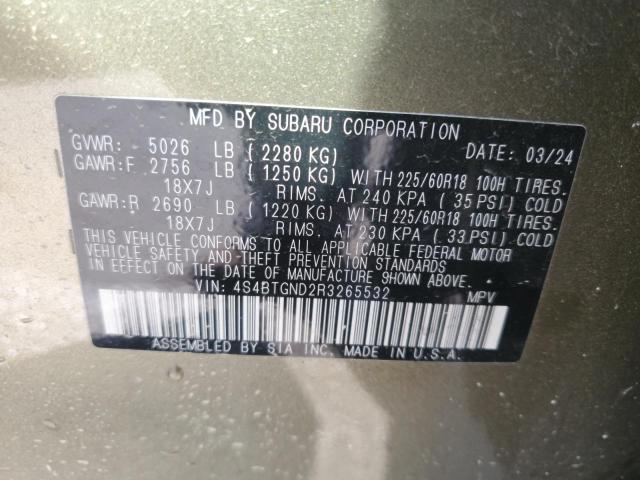 MFD BY SUBARU CORPORATION
GVWR: 5026 LB (2280 KG) DATE: 03/24
GAWR:F 2756 LB (1250 KG) WITH 225/60R18 100H TIRES.
18X7J RIMS. AT 240 KPA ( 35 PSI) COLD
GAWR:R 2690 LB (1220 KG) WITH 225/60R18 100H TIRES.
18X7J RIMS. AT 230 KPA ( 33 PSI) COLD
THIS VEHICLE CONFORMS TO ALL APPLICABLE FEDERAL MOTOR
VEHICLE SAFETY AND THEFT PREVENTION STANDARDS
IN EFFECT ON THE DATE OF MANUFACTURE SHOWN ABOVE.
VIN: 4S4BTGND2R3265532 MPV
ASSEMBLED BY SIA INC. MADE IN U.S.A.